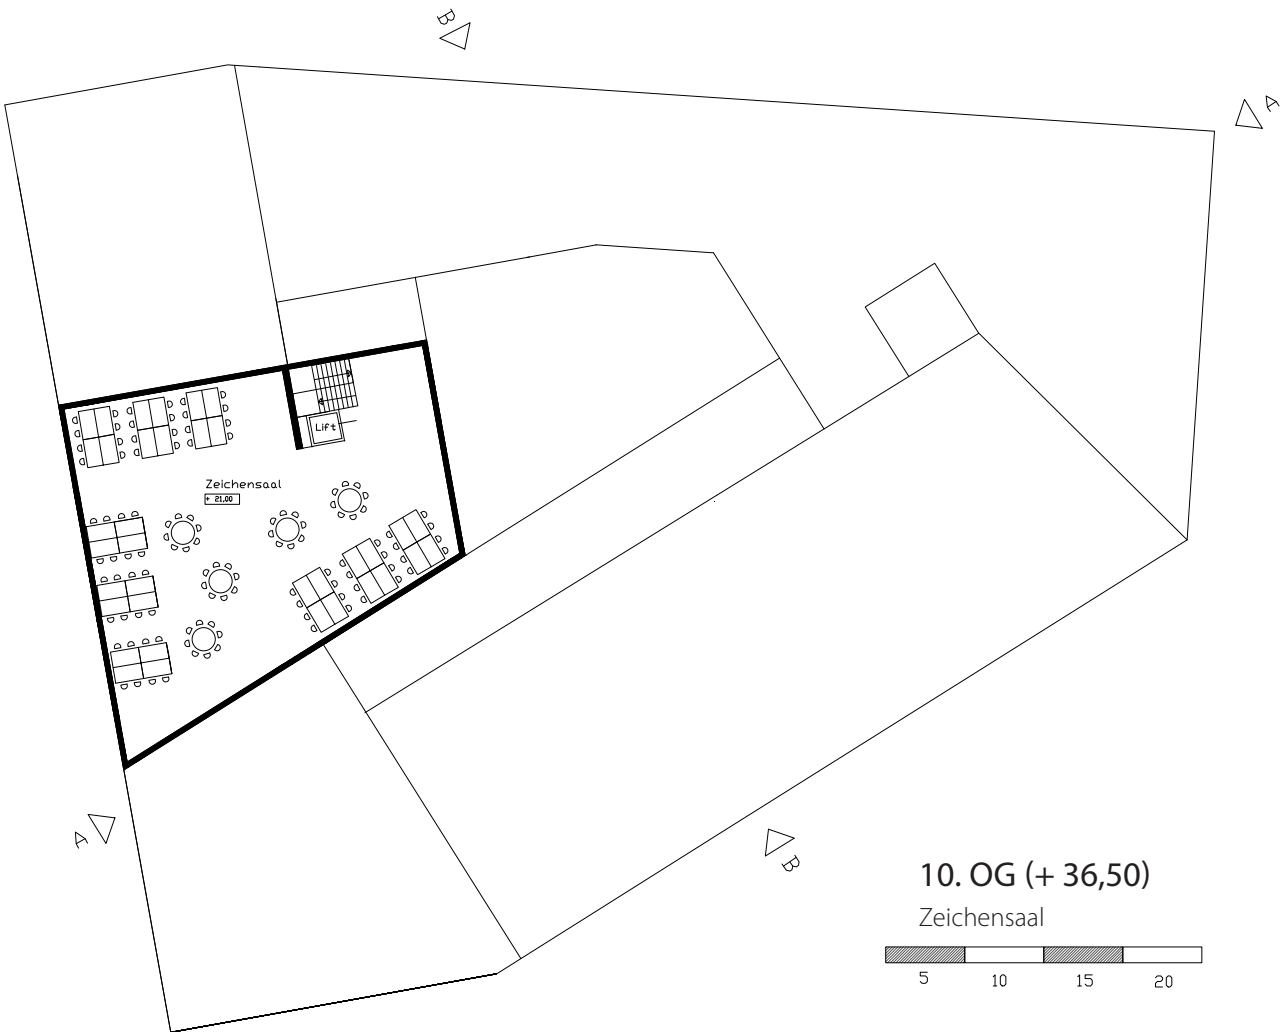 B
A
Lift
Zeichensaal
+ 21,00
A
B
10. OG (+ 36,50)
Zeichensaal
5 10 15 20